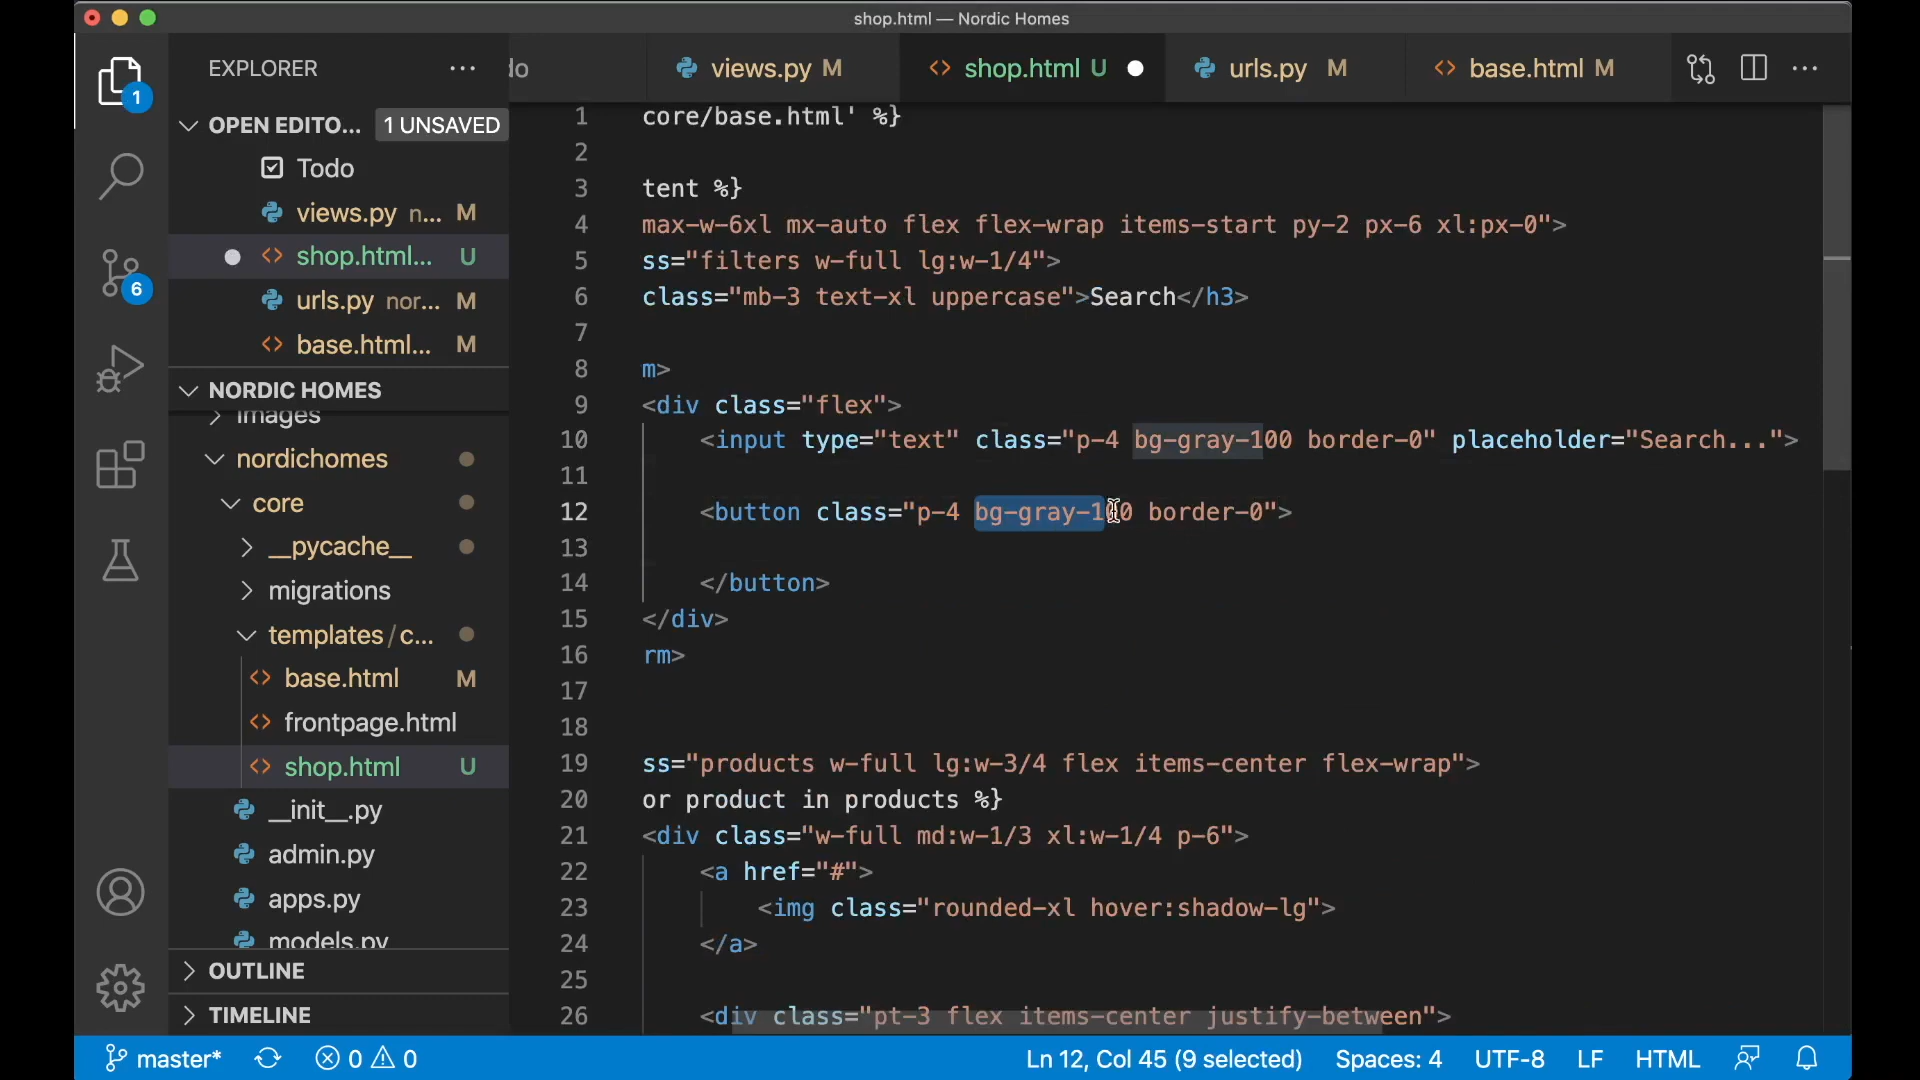 shop.html — Nordic Homes
EXPLORER
do
views.py M
shop.html U
urls.py M
base.html M
1
OPEN EDITO...
1 UNSAVED
Todo
views.py n... M
shop.html... U
urls.py nor... M
base.html... M
6
NORDIC HOMES
images
nordichomes
core
__pycache__
migrations
templates/c...
base.html M
frontpage.html
shop.html U
__init__.py
admin.py
apps.py
models.py
OUTLINE
TIMELINE
1 core/base.html' %}
2
3 tent %}
4 max-w-6xl mx-auto flex flex-wrap items-start py-2 px-6 xl:px-0">
5 ss="filters w-full lg:w-1/4">
6 class="mb-3 text-xl uppercase">Search</h3>
7
8 m>
9 <div class="flex">
10 <input type="text" class="p-4 bg-gray-100 border-0" placeholder="Search...">
11
12 <button class="p-4 bg-gray-100 border-0">
13
14 </button>
15 </div>
16 rm>
17
18
19 ss="products w-full lg:w-3/4 flex items-center flex-wrap">
20 or product in products %}
21 <div class="w-full md:w-1/3 xl:w-1/4 p-6">
22 <a href="#">
23 <img class="rounded-xl hover:shadow-lg">
24 </a>
25
26 <div class="pt-3 flex items-center justify-between">
master* 0 0 Ln 12, Col 45 (9 selected) Spaces: 4 UTF-8 LF HTML